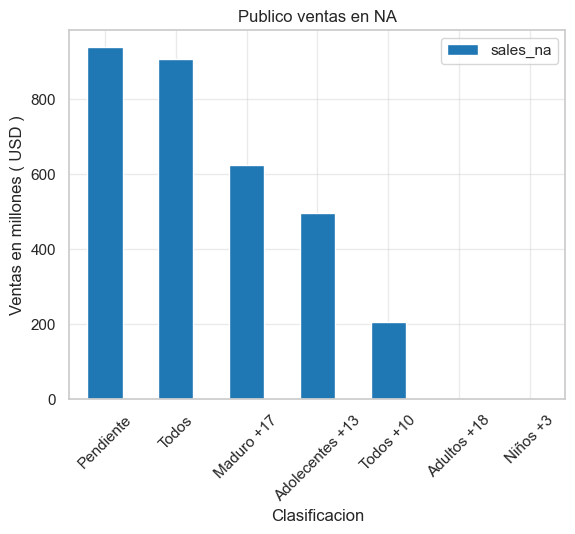 Publico ventas en NA
sales_na
Ventas en millones ( USD )
800
600
400
200
0
Pendiente
Todos
Maduro +17
Adolecentes +13
Todos +10
Adultos +18
Niños +3
Clasificacion